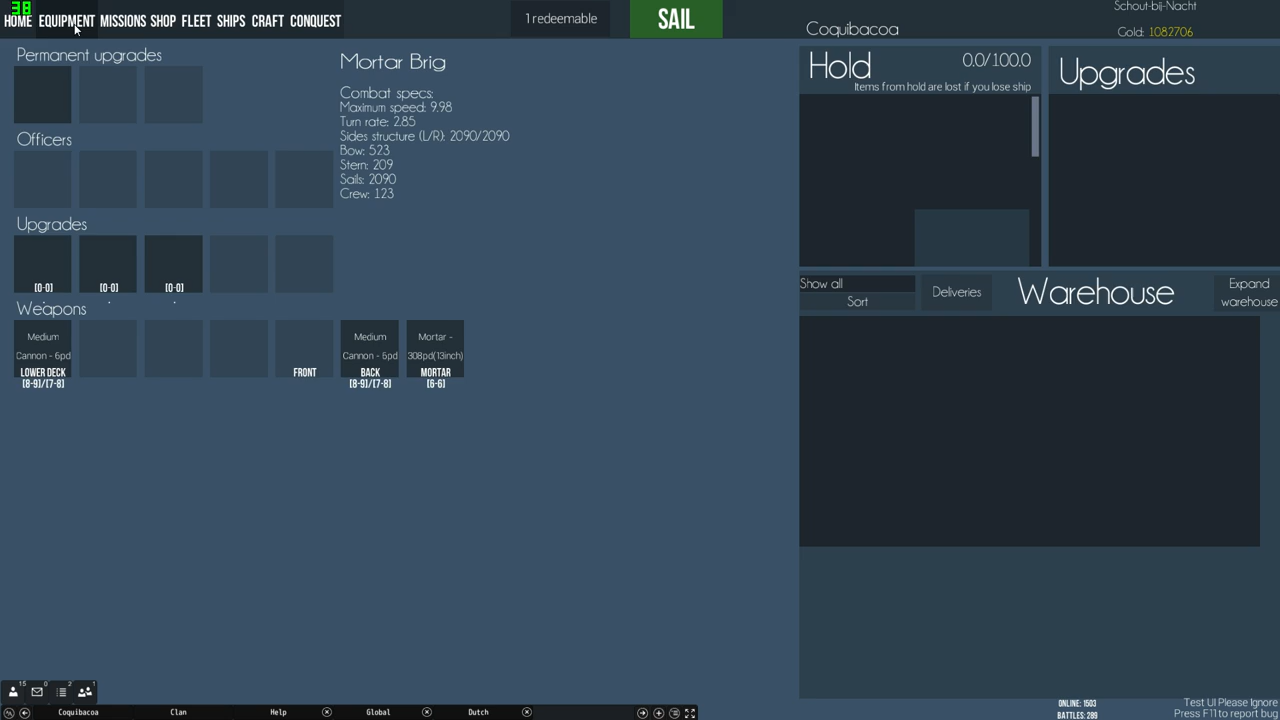 38
HOME EQUIPMENT MISSIONS SHOP FLEET SHIPS CRAFT CONQUEST
1 redeemable
SAIL
Coquibacoa
Schout-bij-Nacht
Gold: 1082706
Permanent upgrades
Officers
Upgrades
[0-0] [0-0] [0-0]
Weapons
Medium Cannon - 6pd
LOWER DECK
[8-9]/[7-8]
FRONT
Medium Cannon - 6pd
BACK
[8-9]/[7-8]
Mortar - 308pd(13inch)
MORTAR
[6-6]
Mortar Brig
Combat specs:
Maximum speed: 9.98
Turn rate: 2.85
Sides structure (L/R): 2090/2090
Bow: 523
Stern: 209
Sails: 2090
Crew: 123
Hold
0.0/100.0
Items from hold are lost if you lose ship
Upgrades
Show all
Sort
Deliveries
Warehouse
Expand
warehouse
15 0 2 1
Coquibacoa Clan Help Global Dutch
ONLINE: 1503
BATTLES: 289
Test UI Please Ignore
Press F11 to report bug